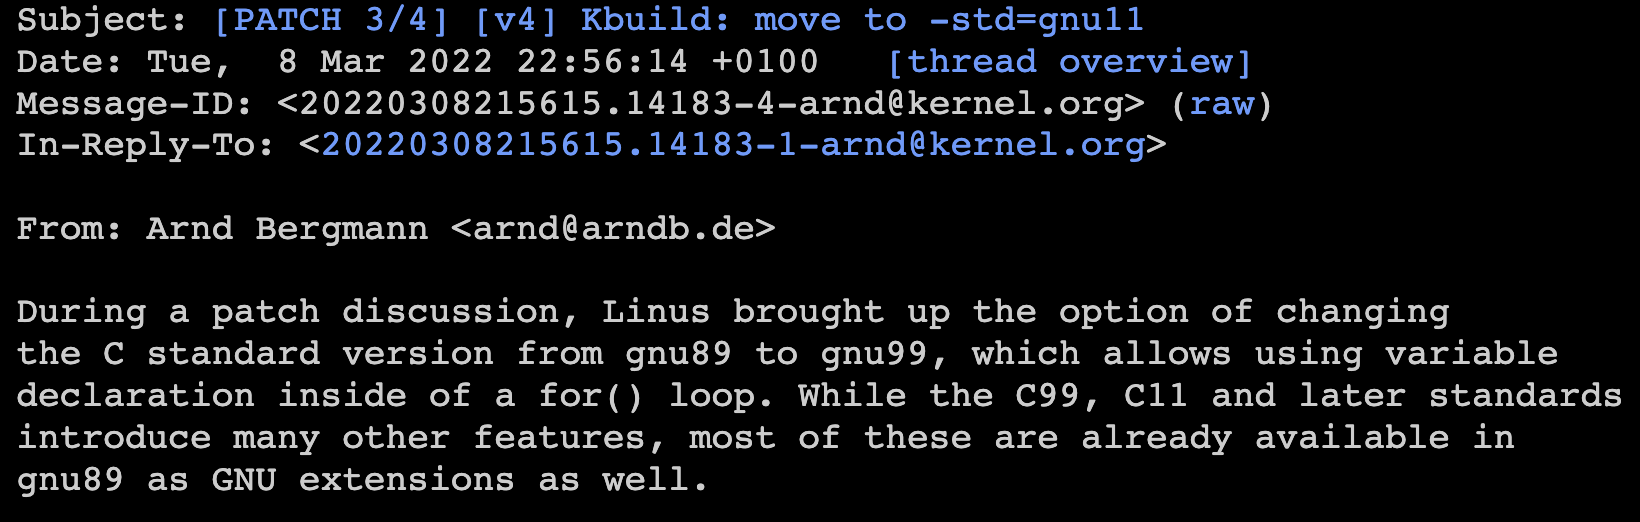 Subject: [PATCH 3/4] [v4] Kbuild: move to -std=gnu11
Date: Tue,  8 Mar 2022 22:56:14 +0100   [thread overview]
Message-ID: <20220308215615.14183-4-arnd@kernel.org> (raw)
In-Reply-To: <20220308215615.14183-1-arnd@kernel.org>
From: Arnd Bergmann <arnd@arndb.de>
During a patch discussion, Linus brought up the option of changing
the C standard version from gnu89 to gnu99, which allows using variable
declaration inside of a for() loop. While the C99, C11 and later standards
introduce many other features, most of these are already available in
gnu89 as GNU extensions as well.